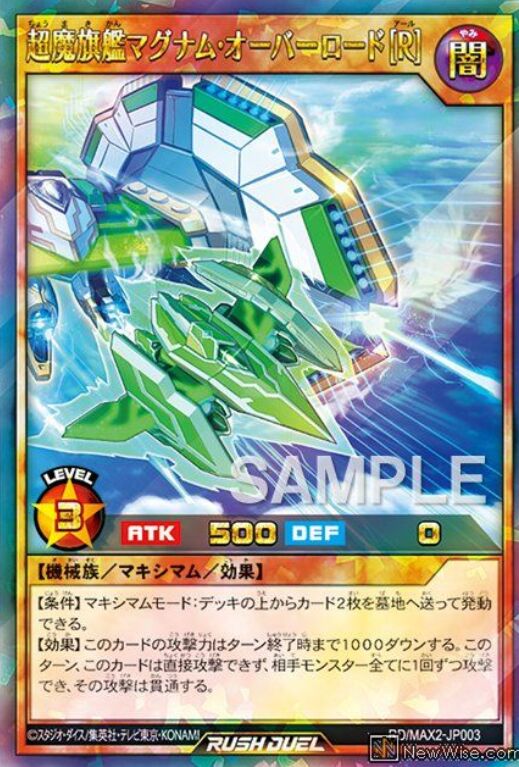 超魔旗艦マグナム・オーバーロード[R]
闇
SAMPLE
LEVEL
3
ATK 500 DEF 0
【機械族／マキシマム／効果】
【条件】マキシマムモード：デッキの上からカード2枚を墓地へ送って発動
できる。
【効果】このカードの攻撃力はターン終了時まで1000ダウンする。この
ターン、このカードは直接攻撃できず、相手モンスター全てに1回ずつ攻撃
でき、その攻撃は貫通する。
©スタジオ・ダイス/集英社・テレビ東京・KONAMI
RUSH DUEL
RD/MAX2-JP003
NewWise.com